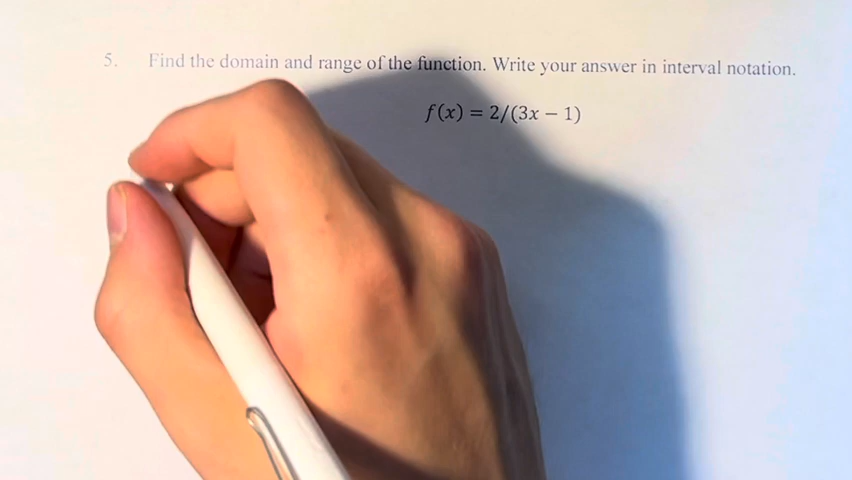 5. Find the domain and range of the function. Write your answer in interval notation.
f(x) = 2/(3x − 1)